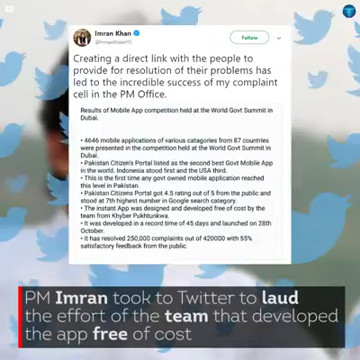 Imran Khan
@ImranKhanPTI
Follow
Creating a direct link with the people to
provide for resolution of their problems has
led to the incredible success of my complaint
cell in the PM Office.
Results of Mobile App competition held at the World Govt Summit in
Dubai.
• 4646 mobile applications of various catagories from 87 countries
were presented in the competition held at the World Govt Summit in
Dubai.
• Pakistan Citizen's Portal listed as the second best Govt Mobile App
in the world. Indonesia stood first and the USA third.
• This is the first time any govt owned mobile application reached
this level in Pakistan.
• Pakistan Citizens Portal got 4.5 rating out of 5 from the public and
stood at 7th highest number in Google search category.
• The instant App was designed and developed free of cost by the
team from Khyber Pukhtunkwa.
• It was developed in a record time of 45 days and launched on 28th
October.
• It has resolved 250,000 complaints out of 420000 with 55%
satisfactory feedback from the public.
PM Imran took to Twitter to laud
the effort of the team that developed
the app free of cost